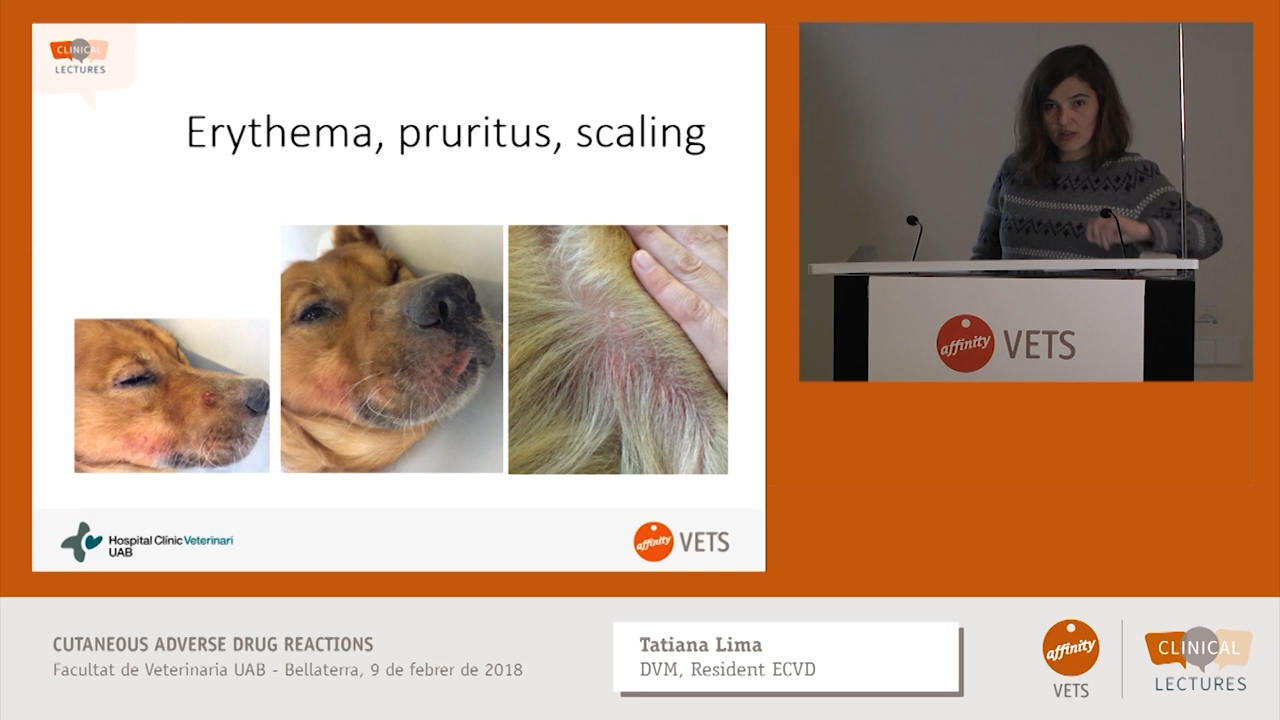 CLINICAL
LECTURES
Erythema, pruritus, scaling
Hospital Clínic Veterinari
UAB
affinity VETS
affinity VETS
CUTANEOUS ADVERSE DRUG REACTIONS
Facultat de Veterinaria UAB - Bellaterra, 9 de febrer de 2018
Tatiana Lima
DVM, Resident ECVD
affinity
VETS
CLINICAL
LECTURES